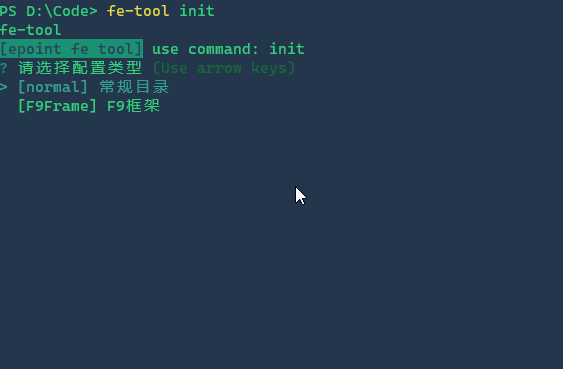 PS D:\Code> fe-tool init
fe-tool
[epoint fe tool] use command: init
? 请选择配置类型 (Use arrow keys)
> [normal] 常规目录
[F9Frame] F9框架